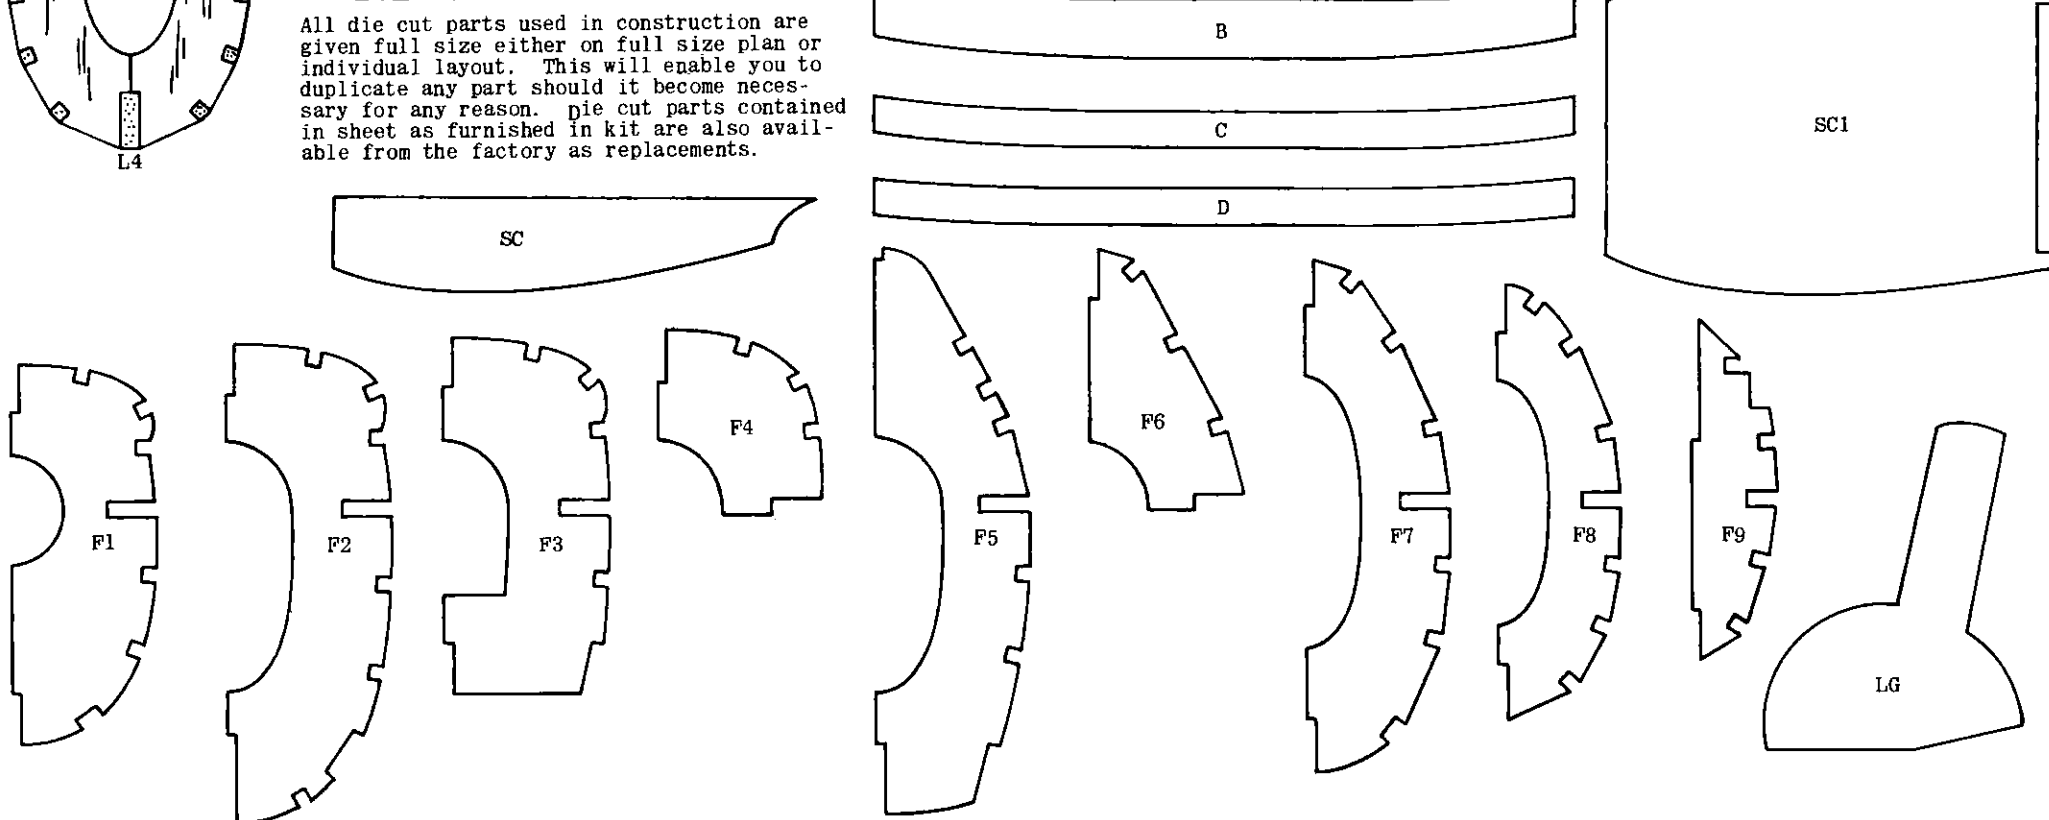 All die cut parts used in construction are
given full size either on full size plan or
individual layout. This will enable you to
duplicate any part should it become neces-
sary for any reason. Die cut parts contained
in sheet as furnished in kit are also avail-
able from the factory as replacements.
L4
B
C
D
SC1
SC
F1
F2
F3
F4
F5
F6
F7
F8
F9
LG